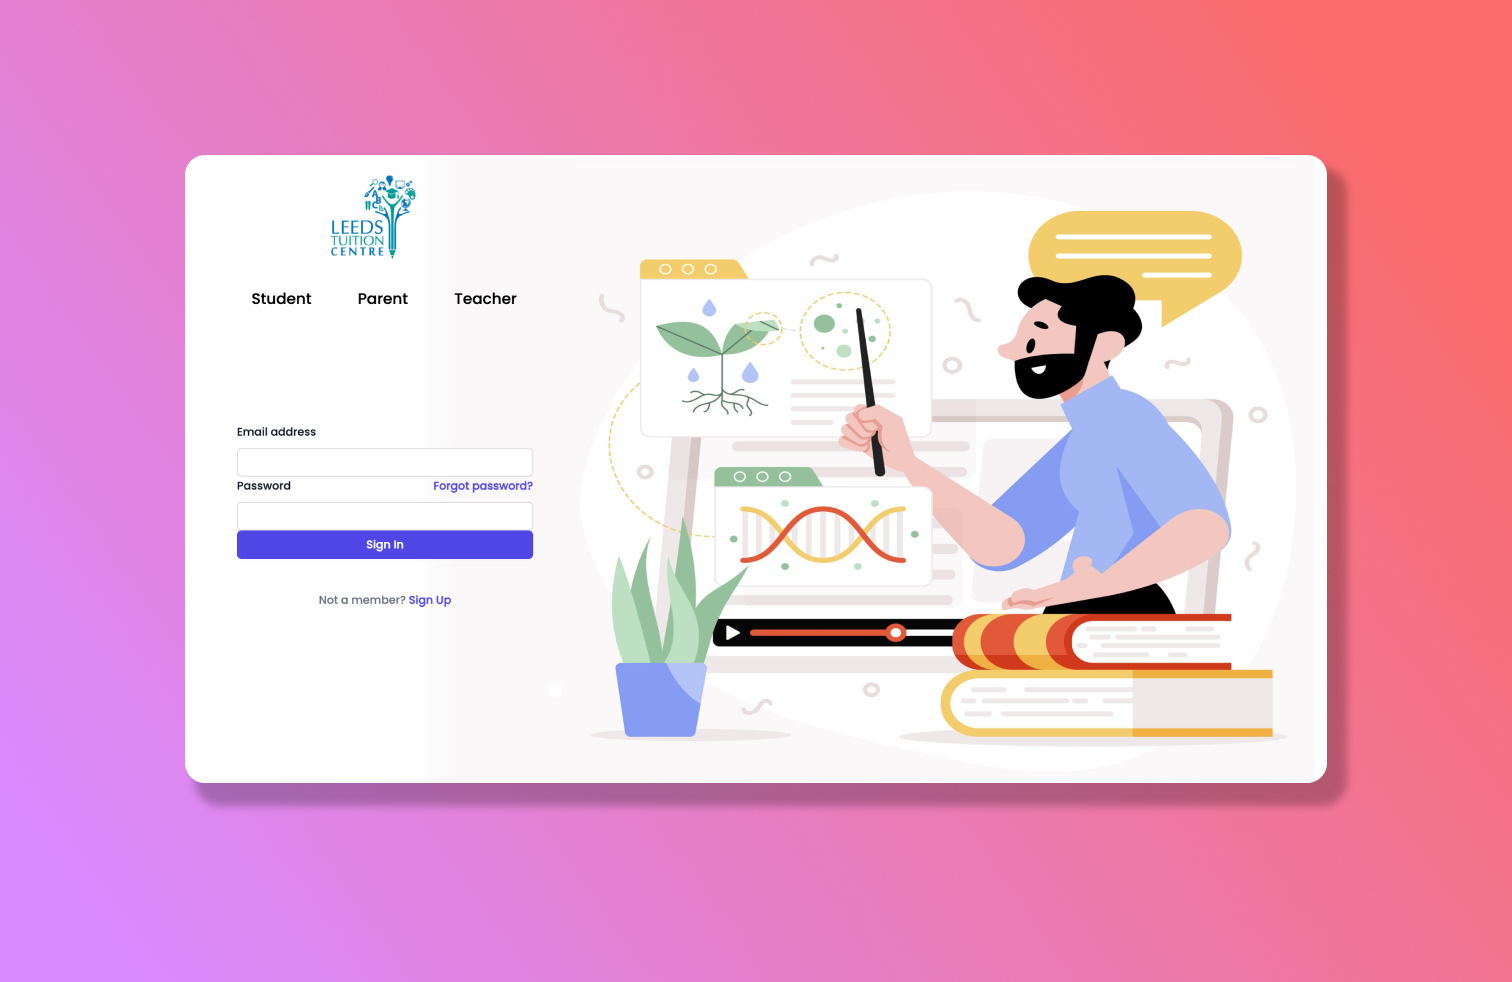 LEEDS
TUITION
CENTRE
Student Parent Teacher
Email address
Password Forgot password?
Sign In
Not a member? Sign Up